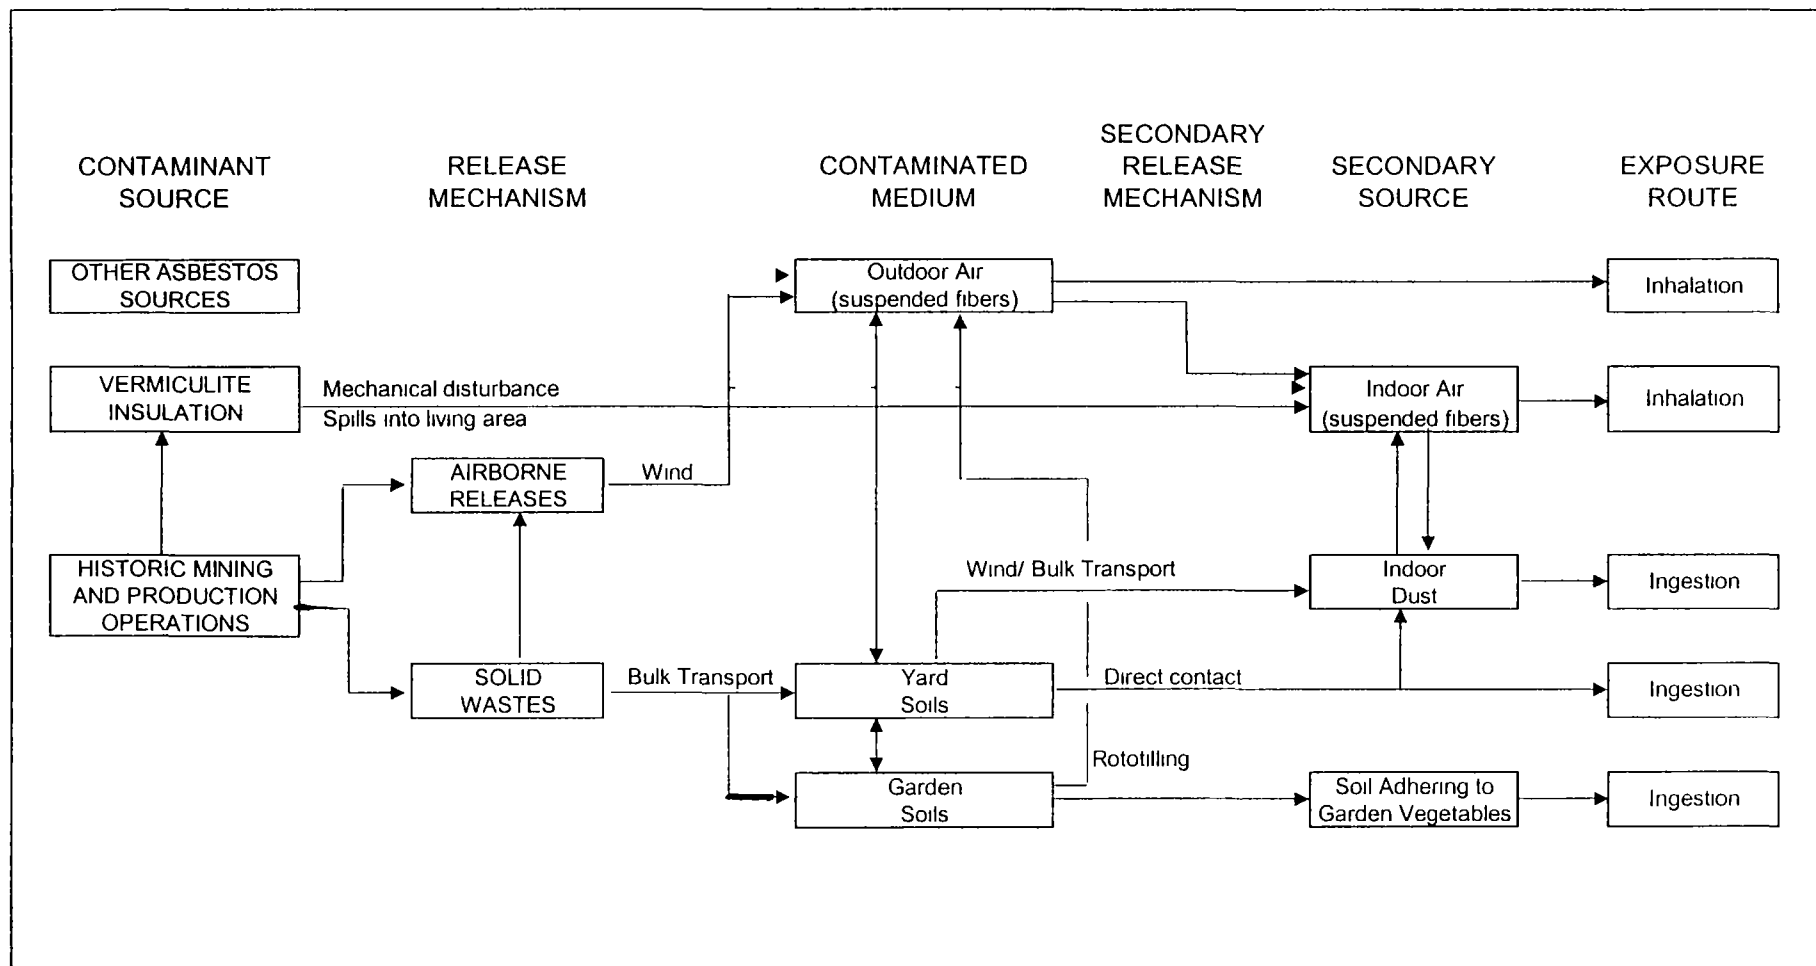 CONTAMINANT
SOURCE
RELEASE
MECHANISM
CONTAMINATED
MEDIUM
SECONDARY
RELEASE
MECHANISM
SECONDARY
SOURCE
EXPOSURE
ROUTE
OTHER ASBESTOS
SOURCES
Outdoor Air
(suspended fibers)
Inhalation
VERMICULITE
INSULATION
Mechanical disturbance
Spills into living area
Indoor Air
(suspended fibers)
Inhalation
AIRBORNE
RELEASES
Wind
HISTORIC MINING
AND PRODUCTION
OPERATIONS
Wind/ Bulk Transport
Indoor
Dust
Ingestion
SOLID
WASTES
Bulk Transport
Yard
Soils
Direct contact
Ingestion
Garden
Soils
Rototilling
Soil Adhering to
Garden Vegetables
Ingestion